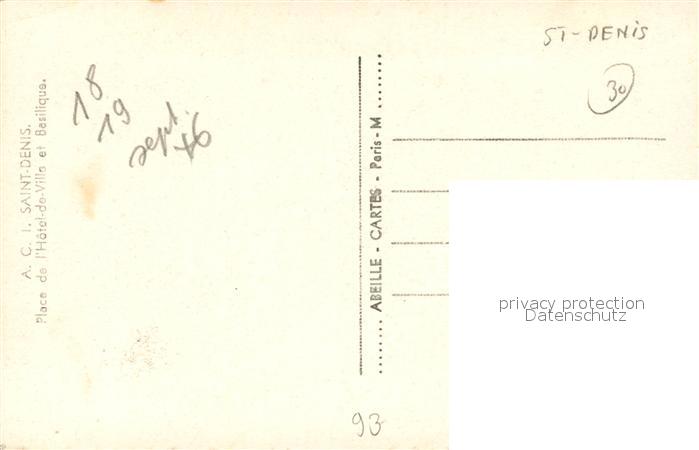 A. C. I. SAINT-DENIS.
Place de l'Hôtel-de-Ville et Basilique.
18
19
sept.
46
ABEILLE - CARTES - Paris - M
ST-DENIS
30
privacy protection
Datenschutz
93